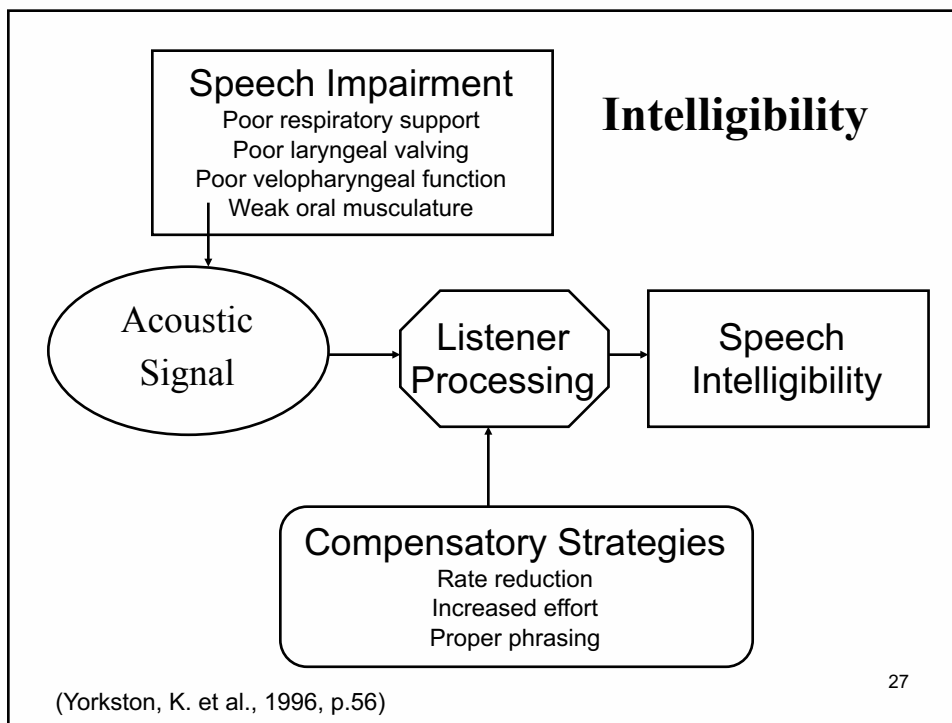 Speech Impairment
Poor respiratory support
Poor laryngeal valving
Poor velopharyngeal function
Weak oral musculature
Intelligibility
Acoustic
Signal
Listener
Processing
Speech
Intelligibility
Compensatory Strategies
Rate reduction
Increased effort
Proper phrasing
(Yorkston, K. et al., 1996, p.56)
27